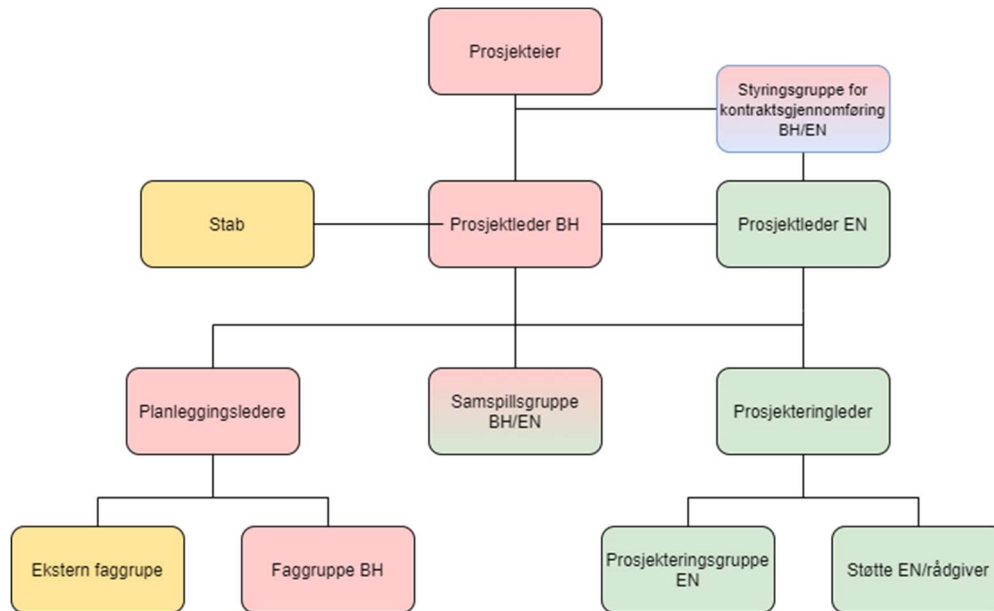 Prosjekteier
Styringsgruppe for
kontraktsgjennomføring
BH/EN
Stab
Prosjektleder BH
Prosjektleder EN
Planleggingsledere
Samspillsgruppe
BH/EN
Prosjekteringleder
Ekstern faggrupe
Faggruppe BH
Prosjekteringsgruppe
EN
Støtte EN/rådgiver